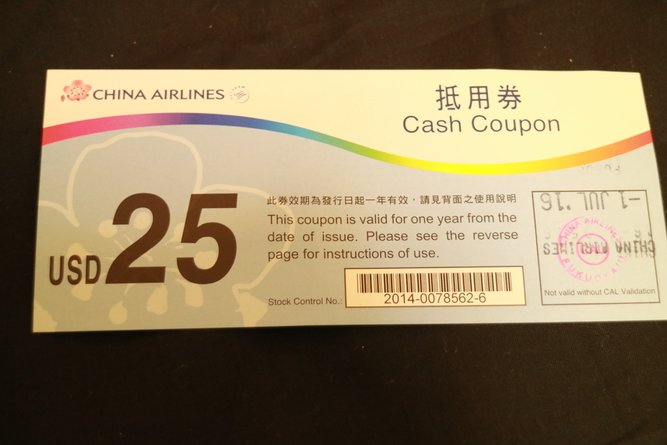 CHINA AIRLINES
抵用券
Cash Coupon
USD 25
此券效期為發行日起一年有效，請見背面之使用說明
This coupon is valid for one year from the
date of issue. Please see the reverse
page for instructions of use.
Stock Control No.:
2014-0078562-6
-1 JUL '16
CHINA AIRLINES
CHINA AIRLINES
Not valid without CAL Validation